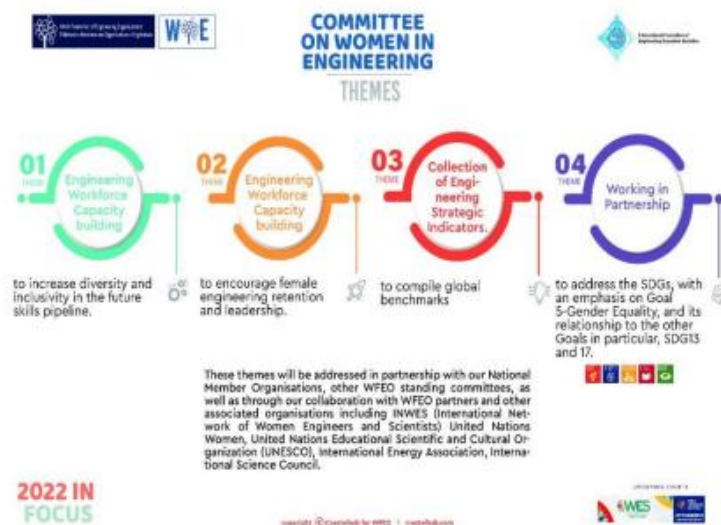 World Federation of Engineering Organizations
WE
COMMITTEE
ON WOMEN IN
ENGINEERING
THEMES
01
THEME
Engineering
Workforce
Capacity
building
to increase diversity and
inclusivity in the future
skills pipeline.
02
THEME
Engineering
Workforce
Capacity
building
to encourage female
engineering retention
and leadership.
03
THEME
Collection
of Engi-
neering
Strategic
Indicators.
to compile global
benchmarks
04
THEME
Working in
Partnership
to address the SDGs, with
an emphasis on Goal
5-Gender Equality, and its
relationship to the other
Goals in particular, SDG13
and 17.
These themes will be addressed in partnership with our National
Member Organisations, other WFEO standing committees, as
well as through our collaboration with WFEO partners and other
associated organisations including INWES (International Net-
work of Women Engineers and Scientists) United Nations
Women, United Nations Educational Scientific and Cultural Or-
ganization (UNESCO), International Energy Association, Interna-
tional Science Council.
2022 IN
FOCUS
WES